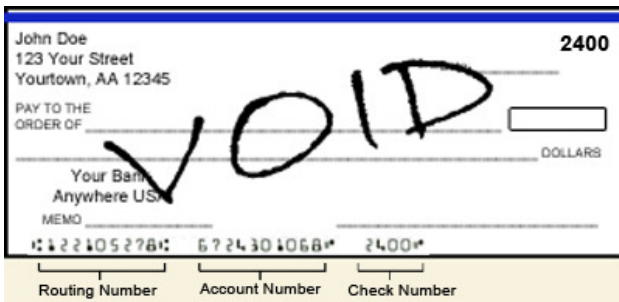 John Doe 2400
123 Your Street
Yourtown, AA 12345
PAY TO THE
ORDER OF
VOID
DOLLARS
Your Bank
Anywhere USA
MEMO
⑆122105278⑆ 6724301068⑈ 2400⑈
Routing Number Account Number Check Number